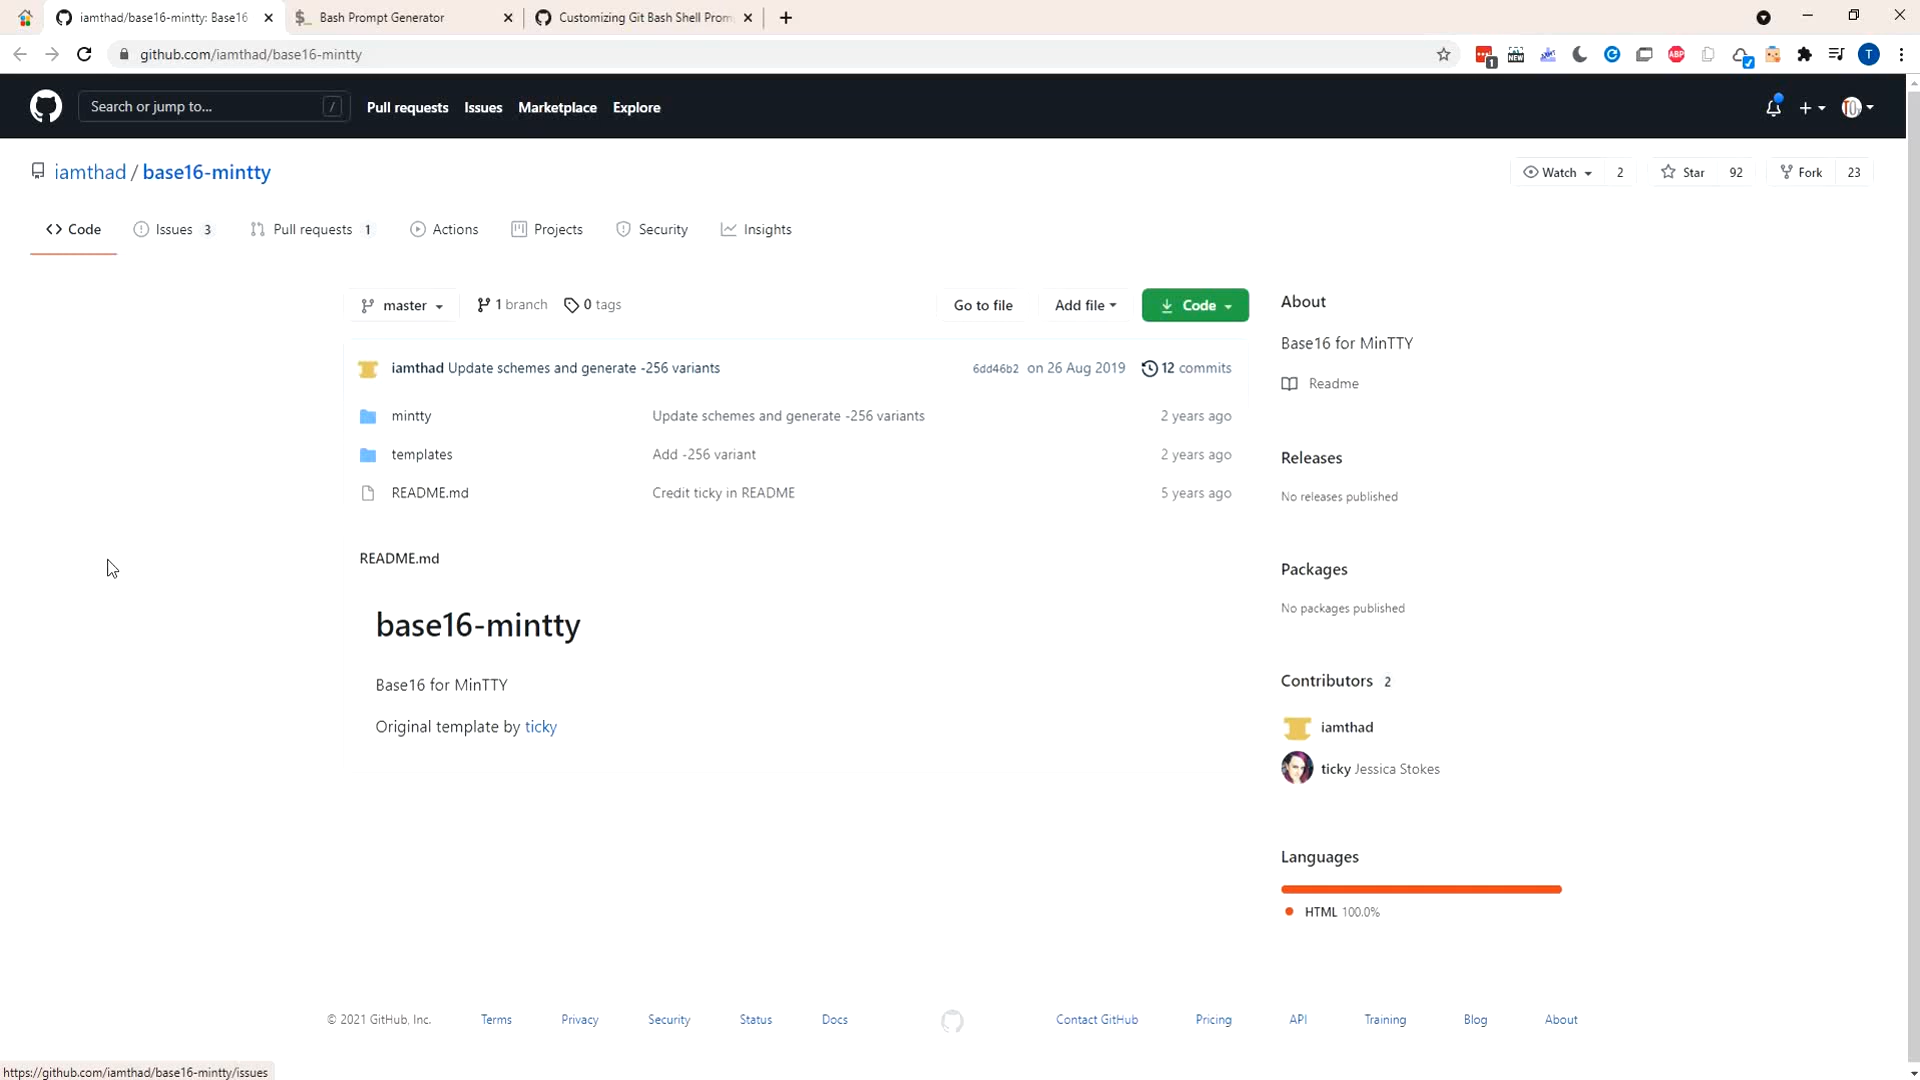 iamthad/base16-mintty: Base16
Bash Prompt Generator
Customizing Git Bash Shell Prom
github.com/iamthad/base16-mintty
1
NEW
ABP
T
Search or jump to...
/
Pull requests
Issues
Marketplace
Explore
iamthad / base16-mintty
Watch 2
Star 92
Fork 23
Code
Issues 3
Pull requests 1
Actions
Projects
Security
Insights
master
1 branch
0 tags
Go to file
Add file
Code
iamthad Update schemes and generate -256 variants
6dd46b2 on 26 Aug 2019
12 commits
mintty
Update schemes and generate -256 variants
2 years ago
templates
Add -256 variant
2 years ago
README.md
Credit ticky in README
5 years ago
README.md
base16-mintty
Base16 for MinTTY
Original template by ticky
About
Base16 for MinTTY
Readme
Releases
No releases published
Packages
No packages published
Contributors 2
iamthad
ticky Jessica Stokes
Languages
HTML 100.0%
© 2021 GitHub, Inc.
Terms
Privacy
Security
Status
Docs
Contact GitHub
Pricing
API
Training
Blog
About
https://github.com/iamthad/base16-mintty/issues